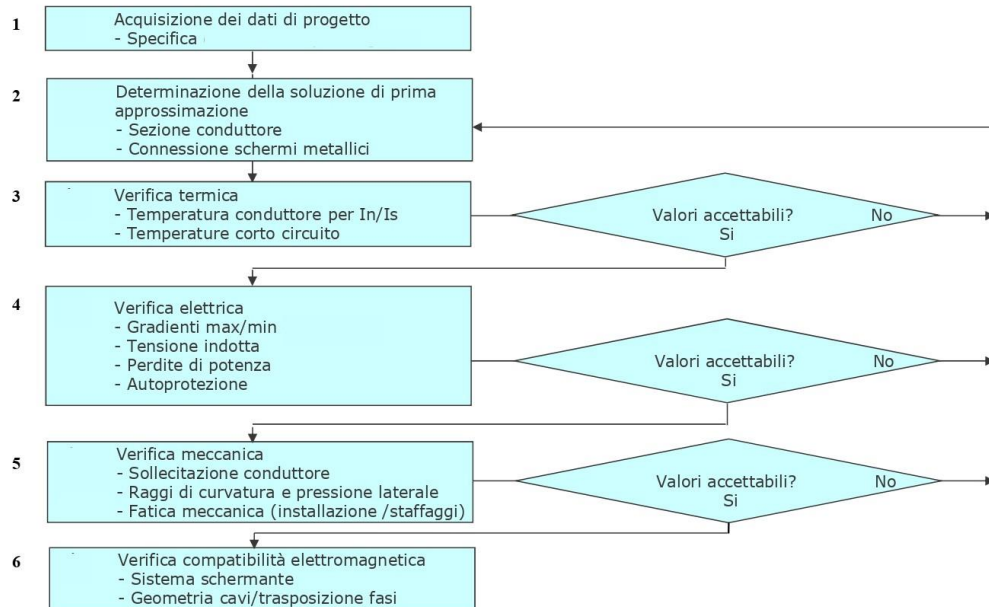 1
Acquisizione dei dati di progetto
- Specifica
2
Determinazione della soluzione di prima
approssimazione
- Sezione conduttore
- Connessione schermi metallici
3
Verifica termica
- Temperatura conduttore per In/Is
- Temperature corto circuito
Valori accettabili? No
Si
4
Verifica elettrica
- Gradienti max/min
- Tensione indotta
- Perdite di potenza
- Autoprotezione
Valori accettabili? No
Si
5
Verifica meccanica
- Sollecitazione conduttore
- Raggi di curvatura e pressione laterale
- Fatica meccanica (installazione /staffaggi)
Valori accettabili? No
Si
6
Verifica compatibilità elettromagnetica
- Sistema schermante
- Geometria cavi/trasposizione fasi